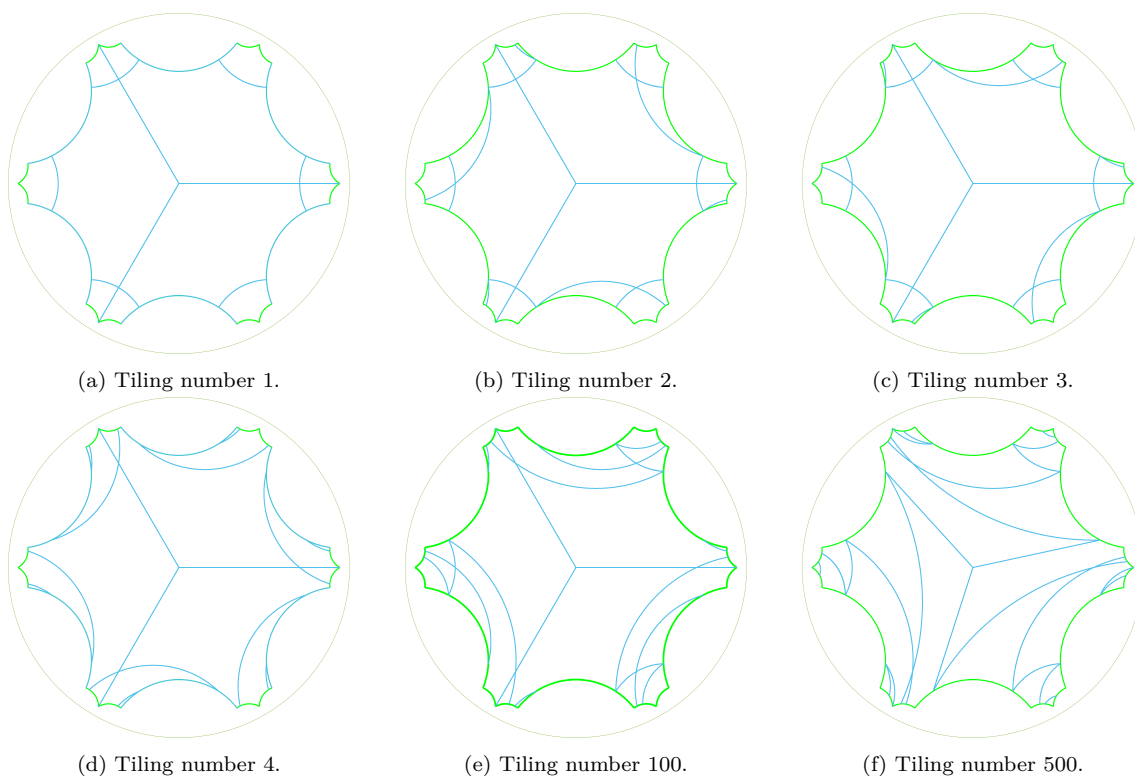 (a) Tiling number 1.
(b) Tiling number 2.
(c) Tiling number 3.
(d) Tiling number 4.
(e) Tiling number 100.
(f) Tiling number 500.